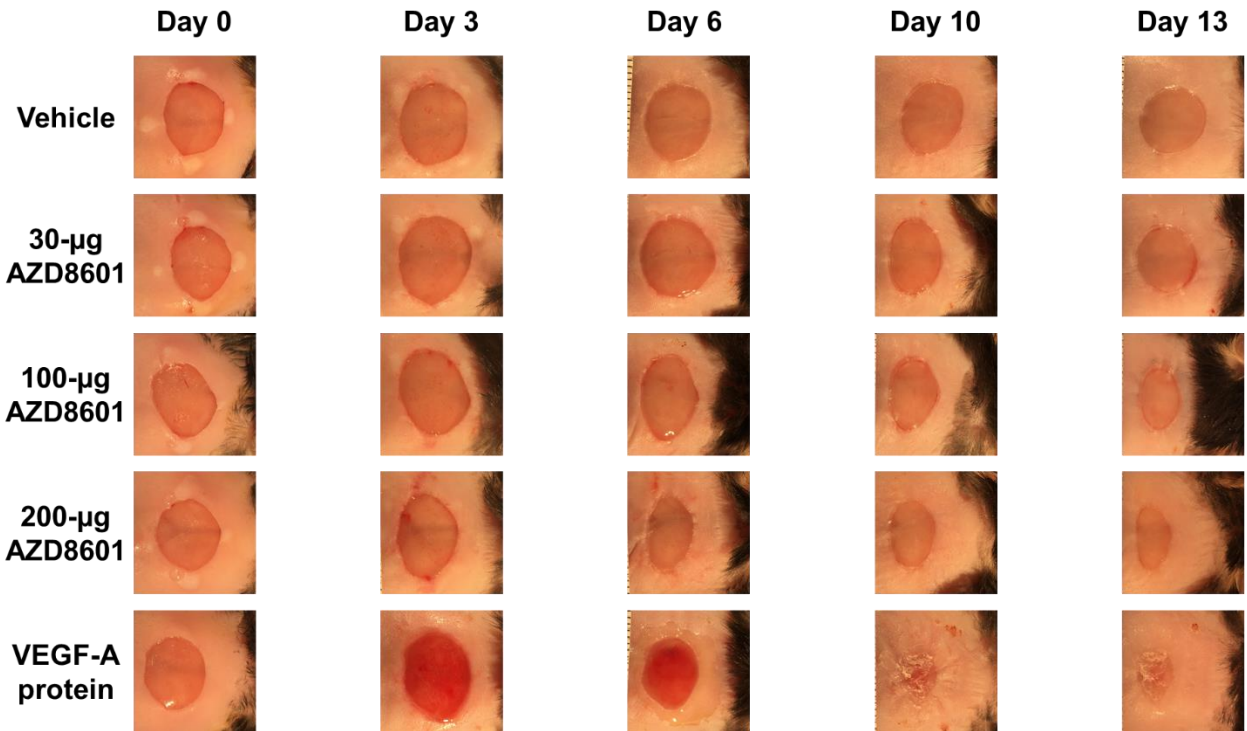 Day 0 Day 3 Day 6 Day 10 Day 13
Vehicle
30-µg
AZD8601
100-µg
AZD8601
200-µg
AZD8601
VEGF-A
protein